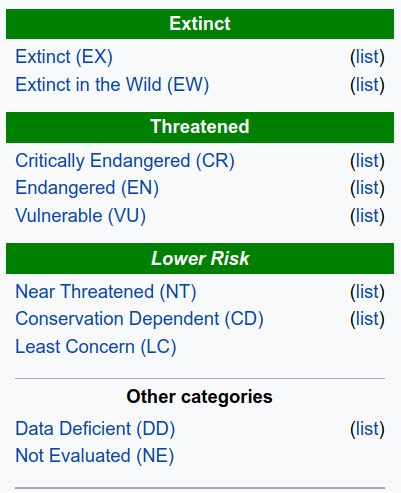 Extinct
Extinct (EX) (list)
Extinct in the Wild (EW) (list)
Threatened
Critically Endangered (CR) (list)
Endangered (EN) (list)
Vulnerable (VU) (list)
Lower Risk
Near Threatened (NT) (list)
Conservation Dependent (CD) (list)
Least Concern (LC)
Other categories
Data Deficient (DD) (list)
Not Evaluated (NE)